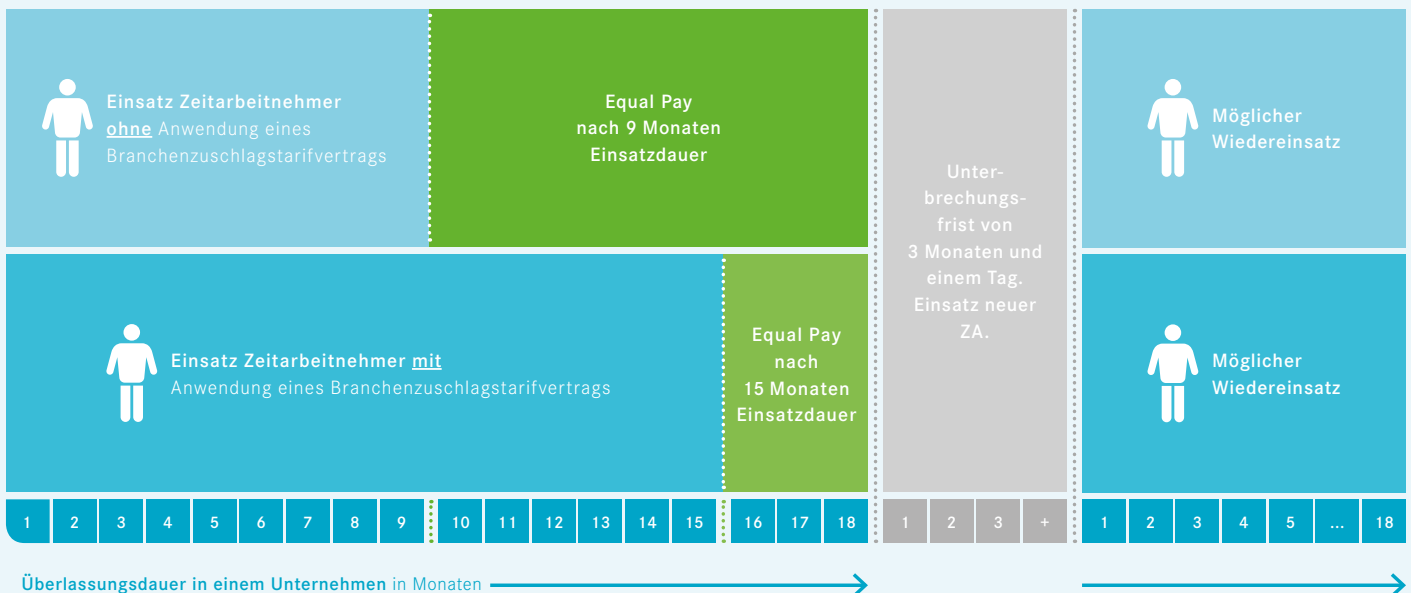 Einsatz Zeitarbeitnehmer
ohne Anwendung eines
Branchenzuschlagstarifvertrags
Equal Pay
nach 9 Monaten
Einsatzdauer
Unter-
brechungs-
frist von
3 Monaten und
einem Tag.
Einsatz neuer
ZA.
Möglicher
Wiedereinsatz
Einsatz Zeitarbeitnehmer mit
Anwendung eines Branchenzuschlagstarifvertrags
Equal Pay
nach
15 Monaten
Einsatzdauer
Möglicher
Wiedereinsatz
1 2 3 4 5 6 7 8 9 10 11 12 13 14 15 16 17 18 1 2 3 + 1 2 3 4 5 ... 18
Überlassungsdauer in einem Unternehmen in Monaten